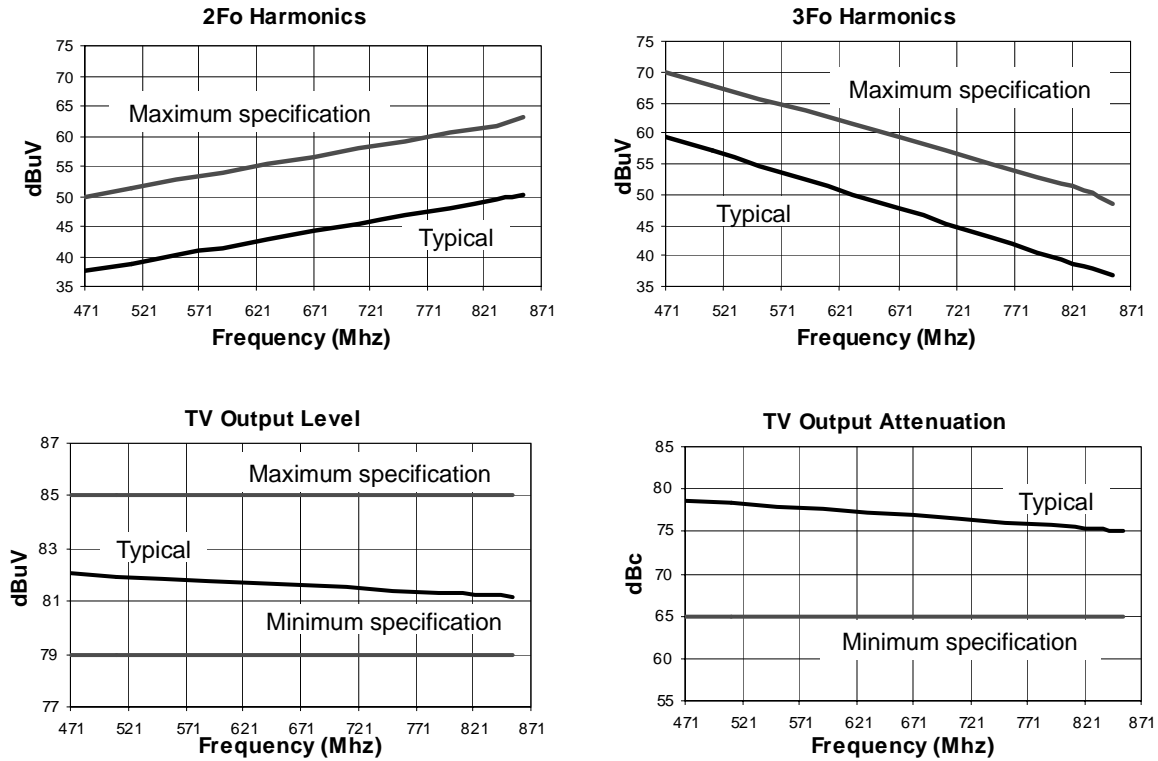 2Fo Harmonics
75
70
65
60
55
50
45
40
35
dBuV
Maximum specification
Typical
471 521 571 621 671 721 771 821 871
Frequency (Mhz)
3Fo Harmonics
75
70
65
60
55
50
45
40
35
dBuV
Maximum specification
Typical
471 521 571 621 671 721 771 821 871
Frequency (Mhz)
TV Output Level
87
85
83
81
79
77
dBuV
Maximum specification
Typical
Minimum specification
471 521 571 621 671 721 771 821 871
Frequency (Mhz)
TV Output Attenuation
85
80
75
70
65
60
55
dBc
Typical
Minimum specification
471 521 571 621 671 721 771 821 871
Frequency (Mhz)